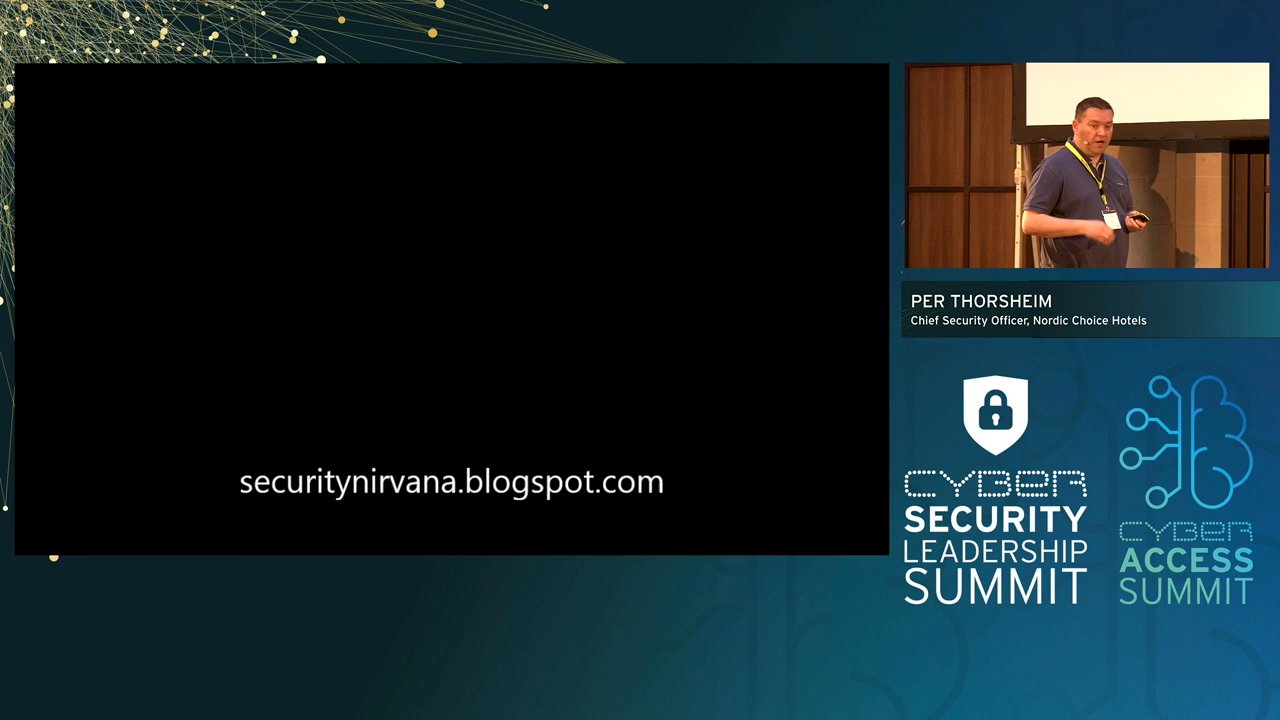 securitynirvana.blogspot.com
PER THORSHEIM
Chief Security Officer, Nordic Choice Hotels
CYBER
SECURITY
LEADERSHIP
SUMMIT
CYBER
ACCESS
SUMMIT